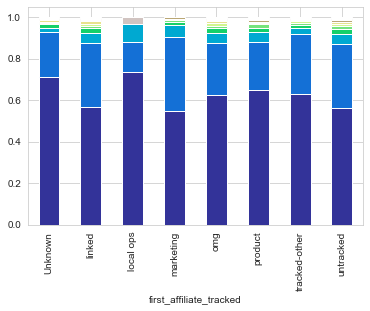 1.0
0.8
0.6
0.4
0.2
0.0
Unknown
linked
local ops
marketing
omg
product
tracked-other
untracked
first_affiliate_tracked